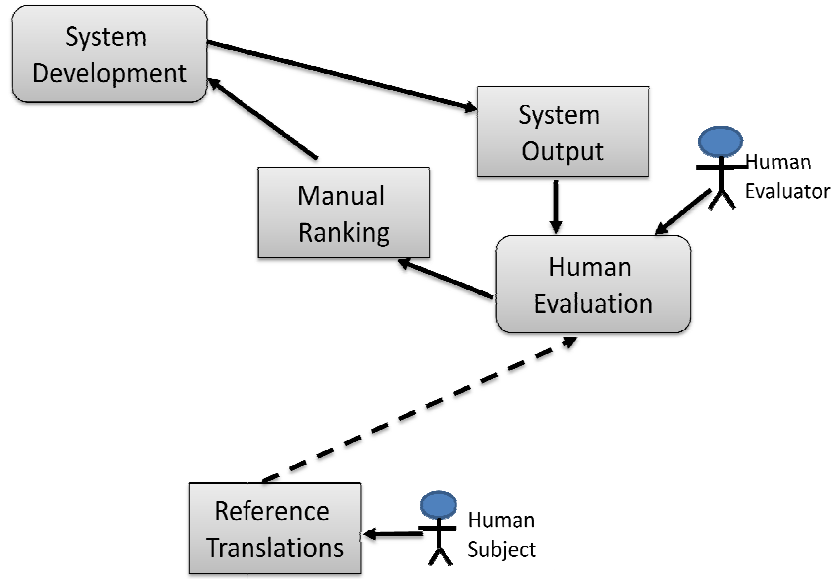 System
Development
System
Output
Human
Evaluator
Manual
Ranking
Human
Evaluation
Reference
Translations
Human
Subject